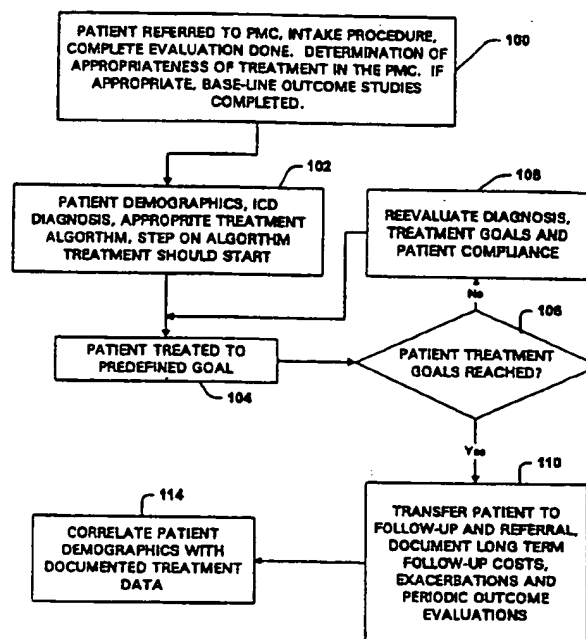 PATIENT REFERRED TO PMC, INTAKE PROCEDURE,
COMPLETE EVALUATION DONE. DETERMINATION OF
APPROPRIATENESS OF TREATMENT IN THE PMC. IF
APPROPRIATE, BASE-LINE OUTCOME STUDIES
COMPLETED.
100
102
PATIENT DEMOGRAPHICS, ICD
DIAGNOSIS, APPROPRITE TREATMENT
ALGORITHM, STEP ON ALGORTHM
TREATMENT SHOULD START
108
REEVALUATE DIAGNOSIS,
TREATMENT GOALS AND
PATIENT COMPLIANCE
No
106
PATIENT TREATED TO
PREDEFINED GOAL
104
PATIENT TREATMENT
GOALS REACHED?
Yes
110
TRANSFER PATIENT TO
FOLLOW-UP AND REFERRAL,
DOCUMENT LONG TERM
FOLLOW-UP COSTS,
EXACERBATIONS AND
PERIODIC OUTCOME
EVALUATIONS
114
CORRELATE PATIENT
DEMOGRAPHICS WITH
DOCUMENTED TREATMENT
DATA